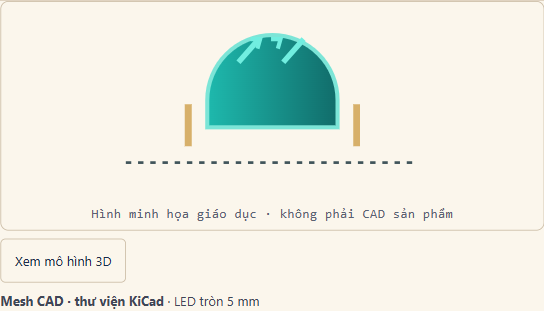 Hình minh họa giáo dục · không phải CAD sản phẩm
Xem mô hình 3D
Mesh CAD · thư viện KiCad · LED tròn 5 mm